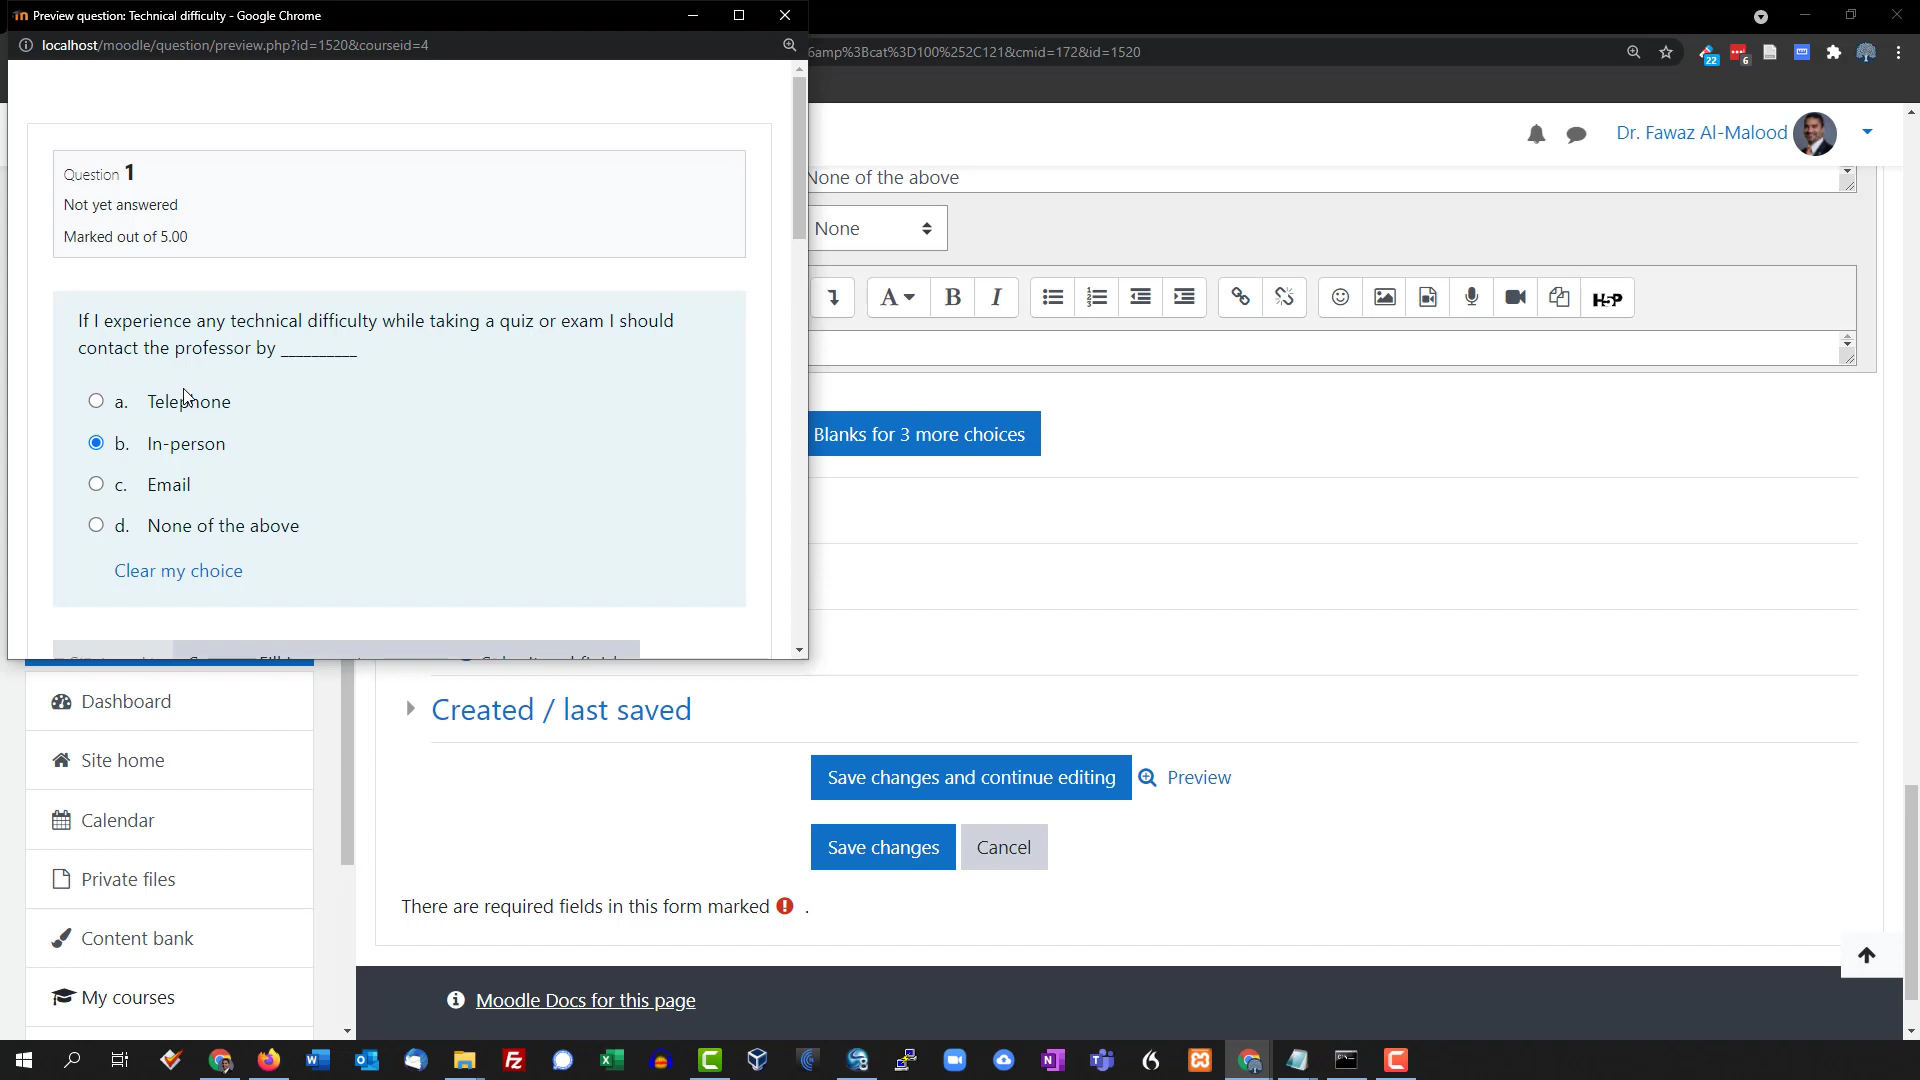 Preview question: Technical difficulty - Google Chrome
localhost/moodle/question/preview.php?id=1520&courseid=4
6amp%3Bcat%3D100%252C121&cmid=172&id=1520
22
6
Dr. Fawaz Al-Malood
Question 1
Not yet answered
Marked out of 5.00
If I experience any technical difficulty while taking a quiz or exam I should
contact the professor by __________
a. Telephone
b. In-person
c. Email
d. None of the above
Clear my choice
None of the above
None
A B I
H5P
Blanks for 3 more choices
Created / last saved
Save changes and continue editing Preview
Save changes Cancel
There are required fields in this form marked .
Dashboard
Site home
Calendar
Private files
Content bank
My courses
Moodle Docs for this page